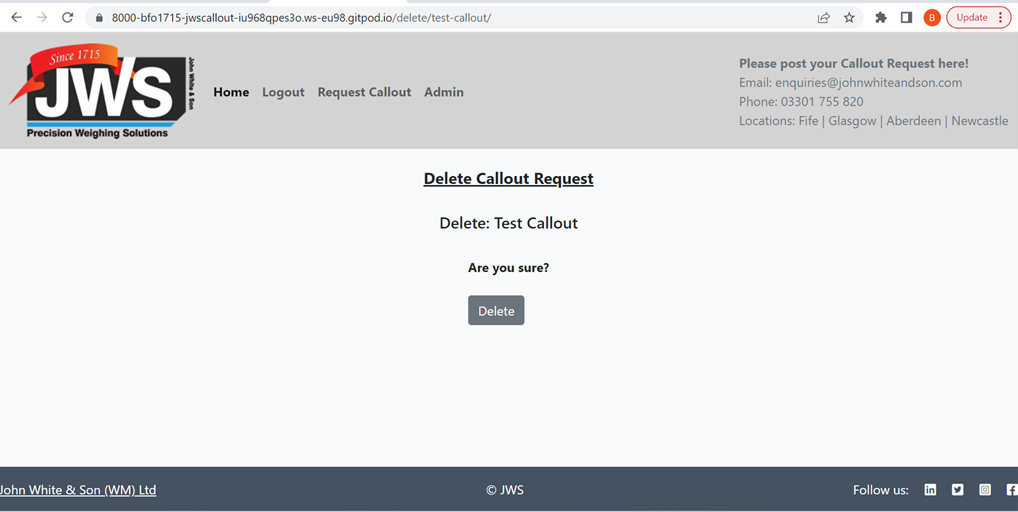 8000-bfo1715-jwscallout-iu968qpes3o.ws-eu98.gitpod.io/delete/test-callout/
B
Update
Since 1715
JWS
John White & Son
Precision Weighing Solutions
Home Logout Request Callout Admin
Please post your Callout Request here!
Email: enquiries@johnwhiteandson.com
Phone: 03301 755 820
Locations: Fife | Glasgow | Aberdeen | Newcastle
Delete Callout Request
Delete: Test Callout
Are you sure?
Delete
John White & Son (WM) Ltd
© JWS
Follow us: